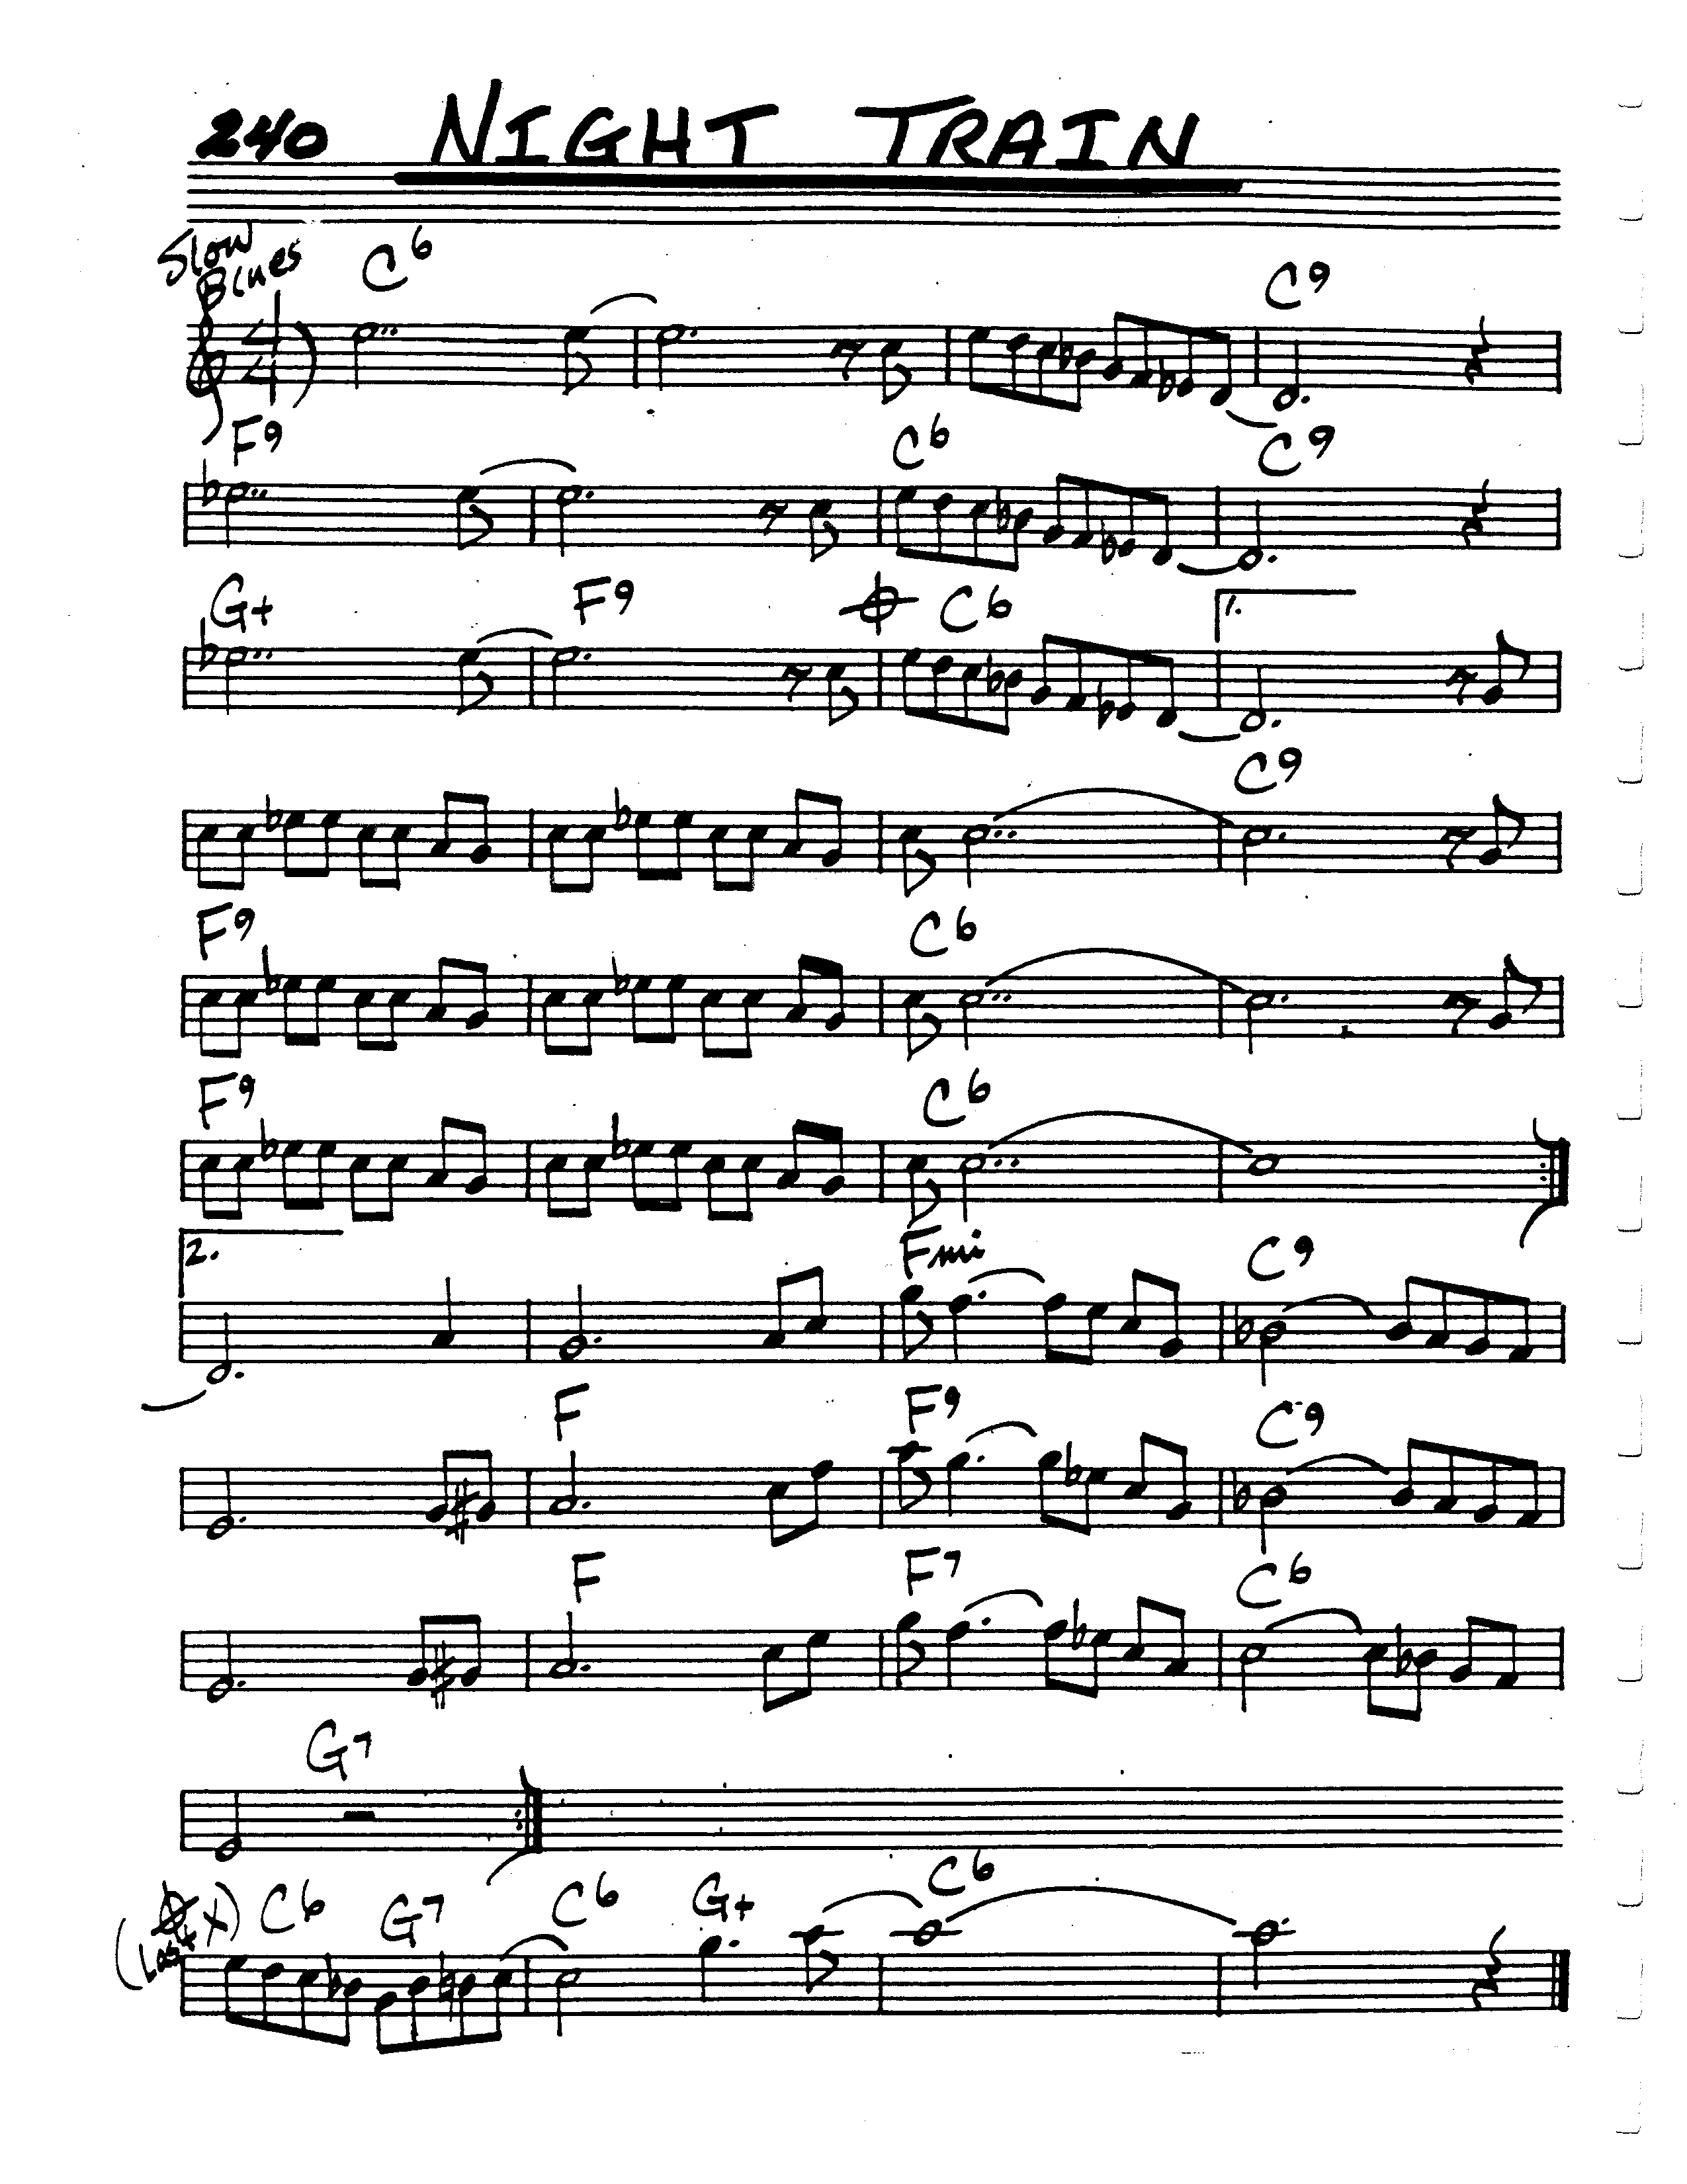 240 NIGHT TRAIN
Slow
Blues C6 C9
4
4
F9 C6 C9
G+ F9 C6 1.
C9
F9 C6
F9 C6
2. Fmi C9
F F9 C9
F F7 C6
G7
(Last X) C6 G7 C6 G+ C6